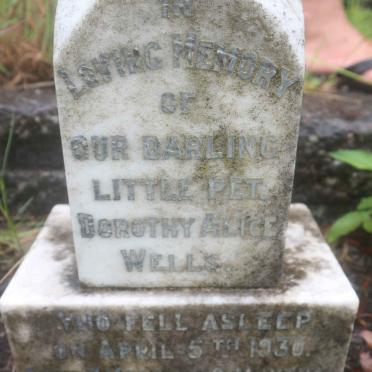 IN
LOVING MEMORY
OF
OUR DARLING
LITTLE PET
DOROTHY ALICE
WELLS
WHO FELL ASLEEP
ON APRIL 5TH 1930.